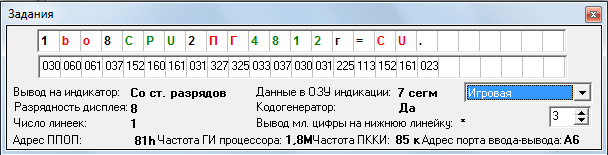 Задания
1 b o 8 C P U 2 П Г 4 8 1 2 г = C U .
030 060 061 037 152 160 161 031 327 325 033 037 030 031 225 113 152 161 023
Вывод на индикатор: Со ст. разрядов Данные в ОЗУ индикации: 7 сегм Игровая
Разрядность дисплея: 8 Кодогенератор: Да 3
Число линеек: 1 Вывод мл. цифры на нижнюю линейку: *
Адрес ППОП: 81h Частота ГИ процессора: 1,8М Частота ПККИ: 85 к Адрес порта ввода-вывода: А6